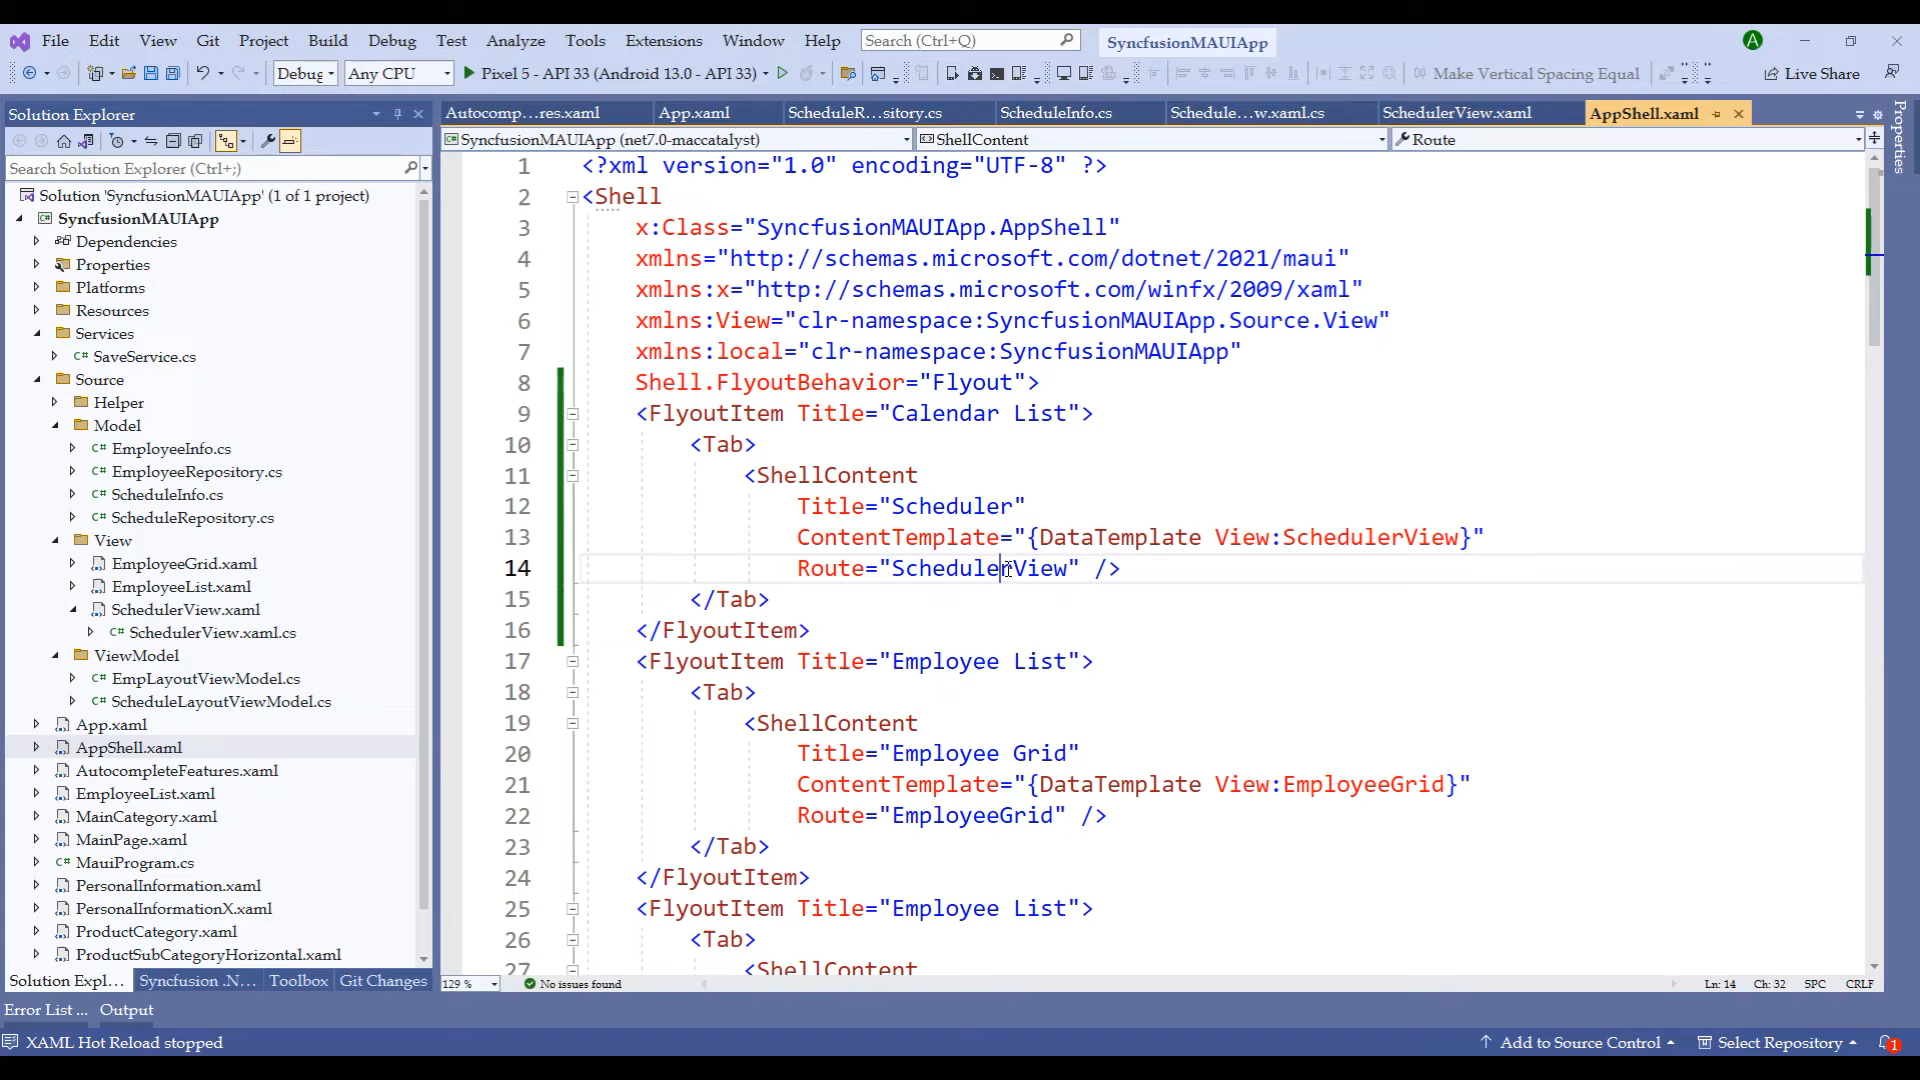 File Edit View Git Project Build Debug Test Analyze Tools Extensions Window Help Search (Ctrl+Q) SyncfusionMAUIApp A
Debug Any CPU Pixel 5 - API 33 (Android 13.0 - API 33) Make Vertical Spacing Equal Live Share
Solution Explorer
Search Solution Explorer (Ctrl+;)
Solution 'SyncfusionMAUIApp' (1 of 1 project)
SyncfusionMAUIApp
Dependencies
Properties
Platforms
Resources
Services
SaveService.cs
Source
Helper
Model
C# EmployeeInfo.cs
C# EmployeeRepository.cs
C# ScheduleInfo.cs
C# ScheduleRepository.cs
View
EmployeeGrid.xaml
EmployeeList.xaml
SchedulerView.xaml
C# SchedulerView.xaml.cs
ViewModel
C# EmpLayoutViewModel.cs
C# ScheduleLayoutViewModel.cs
App.xaml
AppShell.xaml
AutocompleteFeatures.xaml
EmployeeList.xaml
MainCategory.xaml
MainPage.xaml
C# MauiProgram.cs
PersonalInformation.xaml
PersonalInformationX.xaml
ProductCategory.xaml
ProductSubCategoryHorizontal.xaml
Solution Expl... Syncfusion .N... Toolbox Git Changes
Autocomp...res.xaml App.xaml ScheduleR...sitory.cs ScheduleInfo.cs Schedule...w.xaml.cs SchedulerView.xaml AppShell.xaml
SyncfusionMAUIApp (net7.0-maccatalyst) ShellContent Route
1 <?xml version="1.0" encoding="UTF-8" ?>
2 <Shell
3 x:Class="SyncfusionMAUIApp.AppShell"
4 xmlns="http://schemas.microsoft.com/dotnet/2021/maui"
5 xmlns:x="http://schemas.microsoft.com/winfx/2009/xaml"
6 xmlns:View="clr-namespace:SyncfusionMAUIApp.Source.View"
7 xmlns:local="clr-namespace:SyncfusionMAUIApp"
8 Shell.FlyoutBehavior="Flyout">
9 <FlyoutItem Title="Calendar List">
10 <Tab>
11 <ShellContent
12 Title="Scheduler"
13 ContentTemplate="{DataTemplate View:SchedulerView}"
14 Route="SchedulerView" />
15 </Tab>
16 </FlyoutItem>
17 <FlyoutItem Title="Employee List">
18 <Tab>
19 <ShellContent
20 Title="Employee Grid"
21 ContentTemplate="{DataTemplate View:EmployeeGrid}"
22 Route="EmployeeGrid" />
23 </Tab>
24 </FlyoutItem>
25 <FlyoutItem Title="Employee List">
26 <Tab>
27 <ShellContent
129 % No issues found Ln: 14 Ch: 32 SPC CRLF
Properties
Error List ... Output
XAML Hot Reload stopped Add to Source Control Select Repository 1